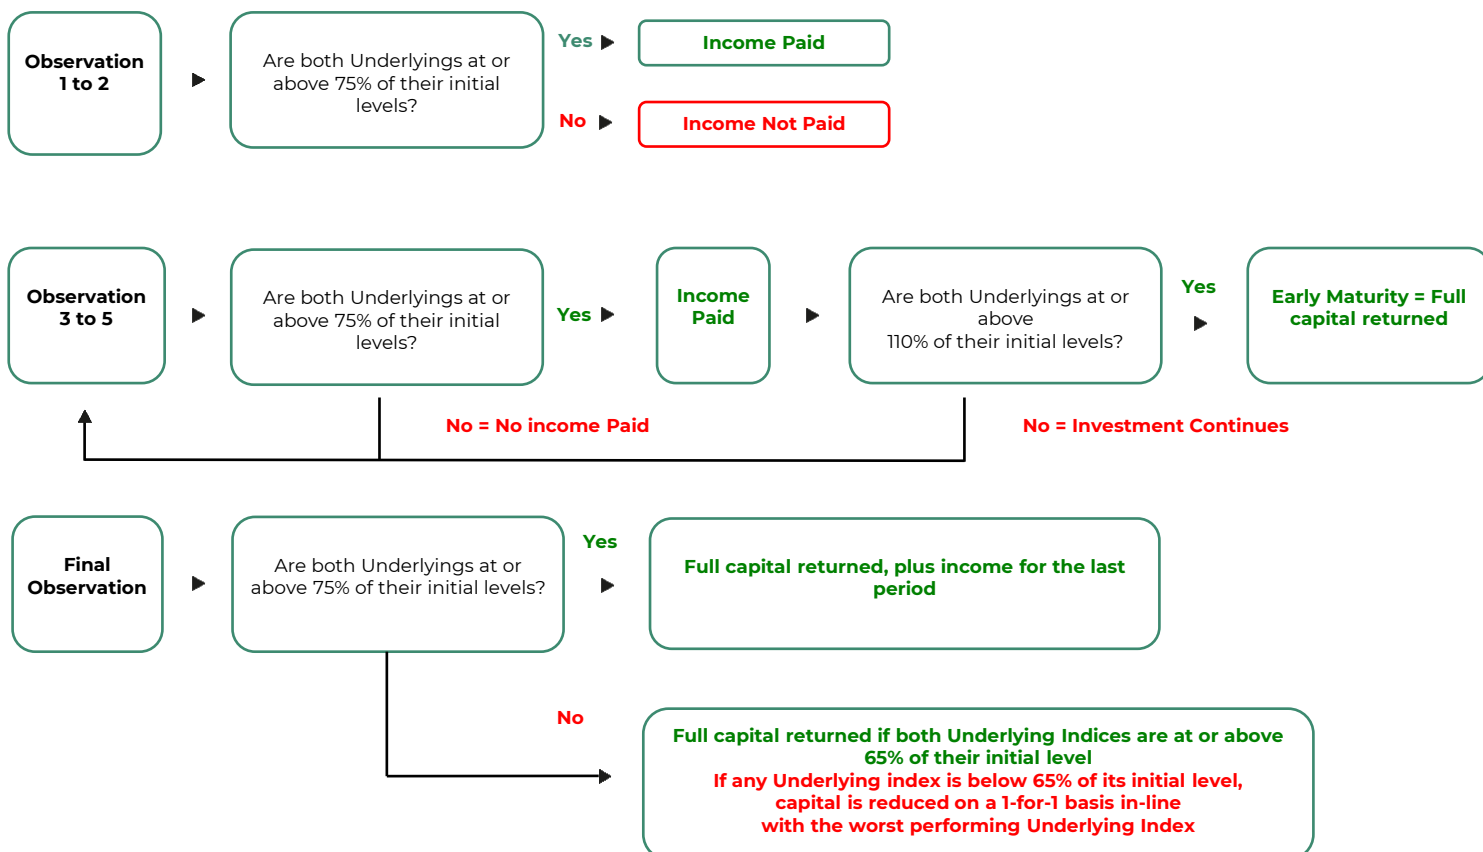 Observation
1 to 2
Are both Underlyings at or
above 75% of their initial
levels?
Yes
Income Paid
No
Income Not Paid
Observation
3 to 5
Are both Underlyings at or
above 75% of their initial
levels?
Yes
Income
Paid
Are both Underlyings at or
above
110% of their initial levels?
Yes
Early Maturity = Full
capital returned
No = No income Paid
No = Investment Continues
Final
Observation
Are both Underlyings at or
above 75% of their initial levels?
Yes
Full capital returned, plus income for the last
period
No
Full capital returned if both Underlying Indices are at or above
65% of their initial level
If any Underlying index is below 65% of its initial level,
capital is reduced on a 1-for-1 basis in-line
with the worst performing Underlying Index